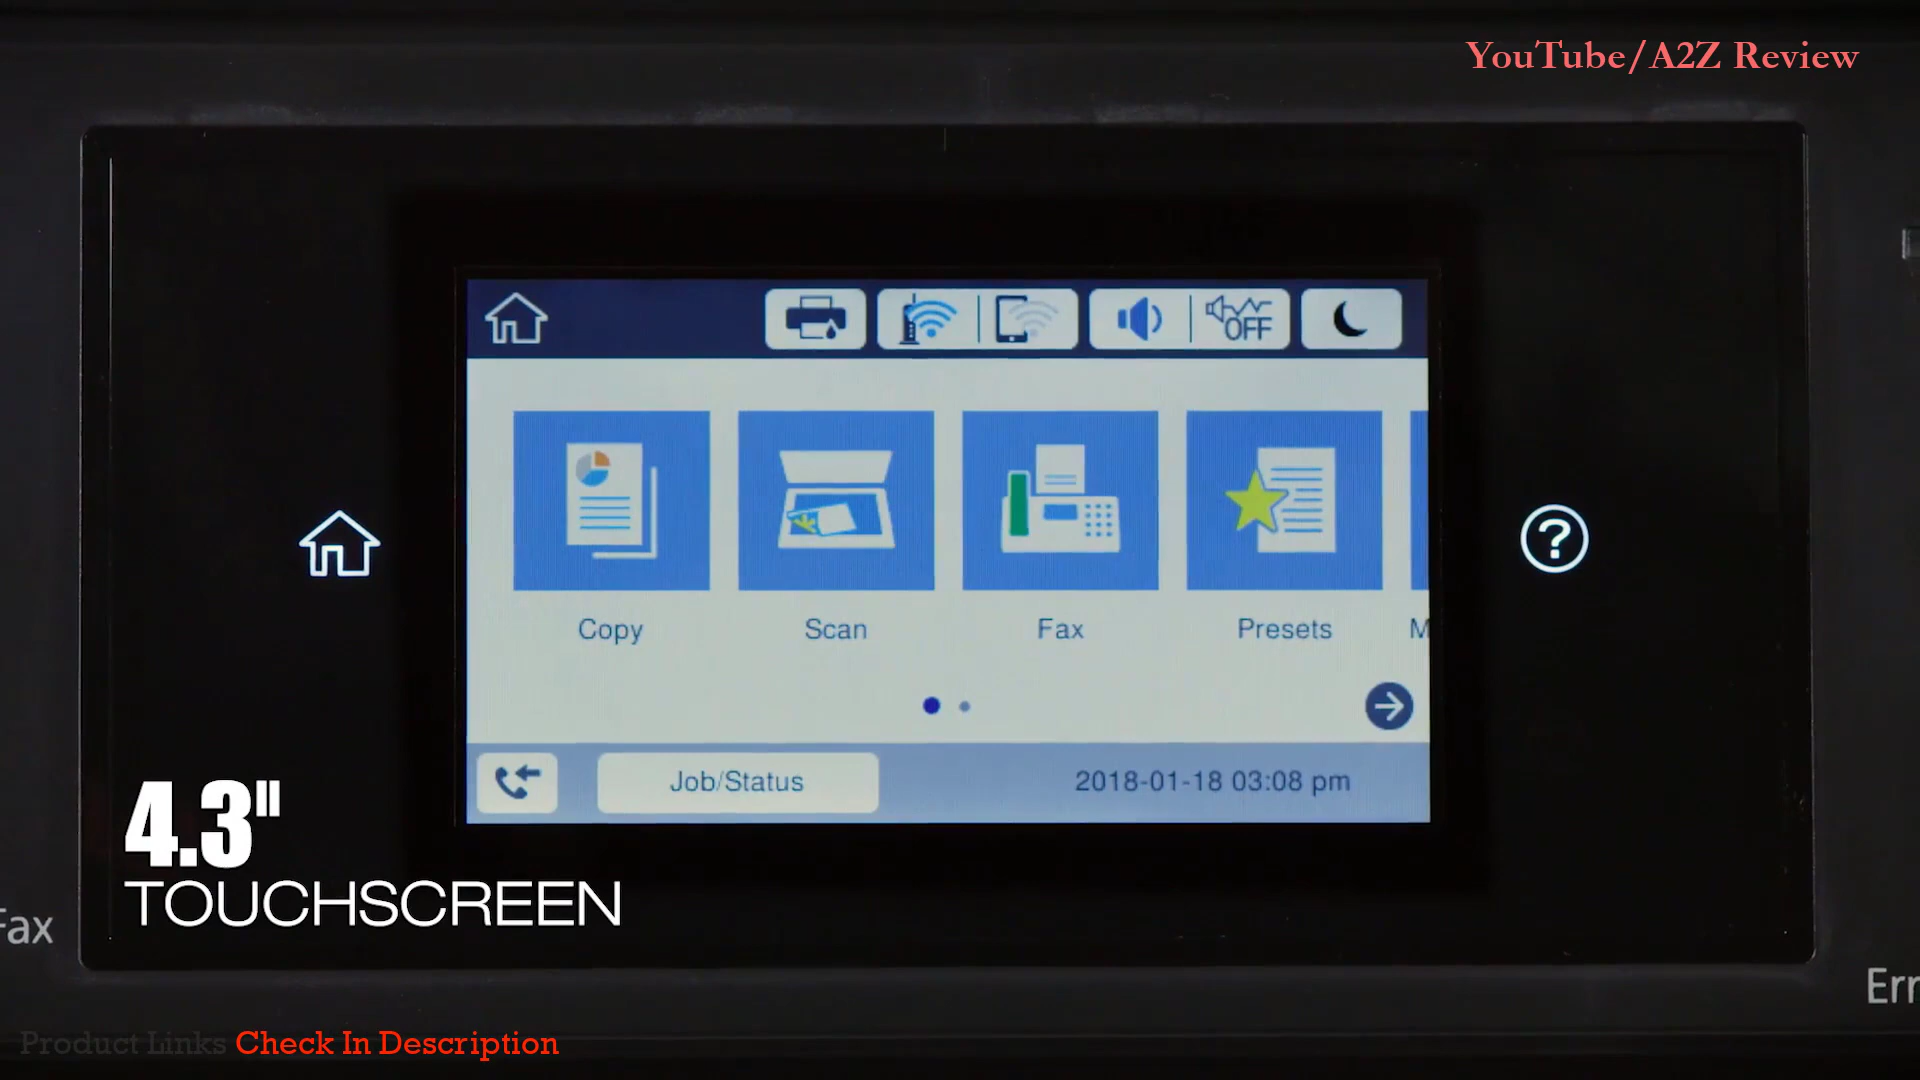 YouTube/A2Z Review
OFF
Copy
Scan
Fax
Presets
M
Job/Status
2018-01-18 03:08 pm
4.3"
TOUCHSCREEN
Fax
Err
Product Links Check In Description